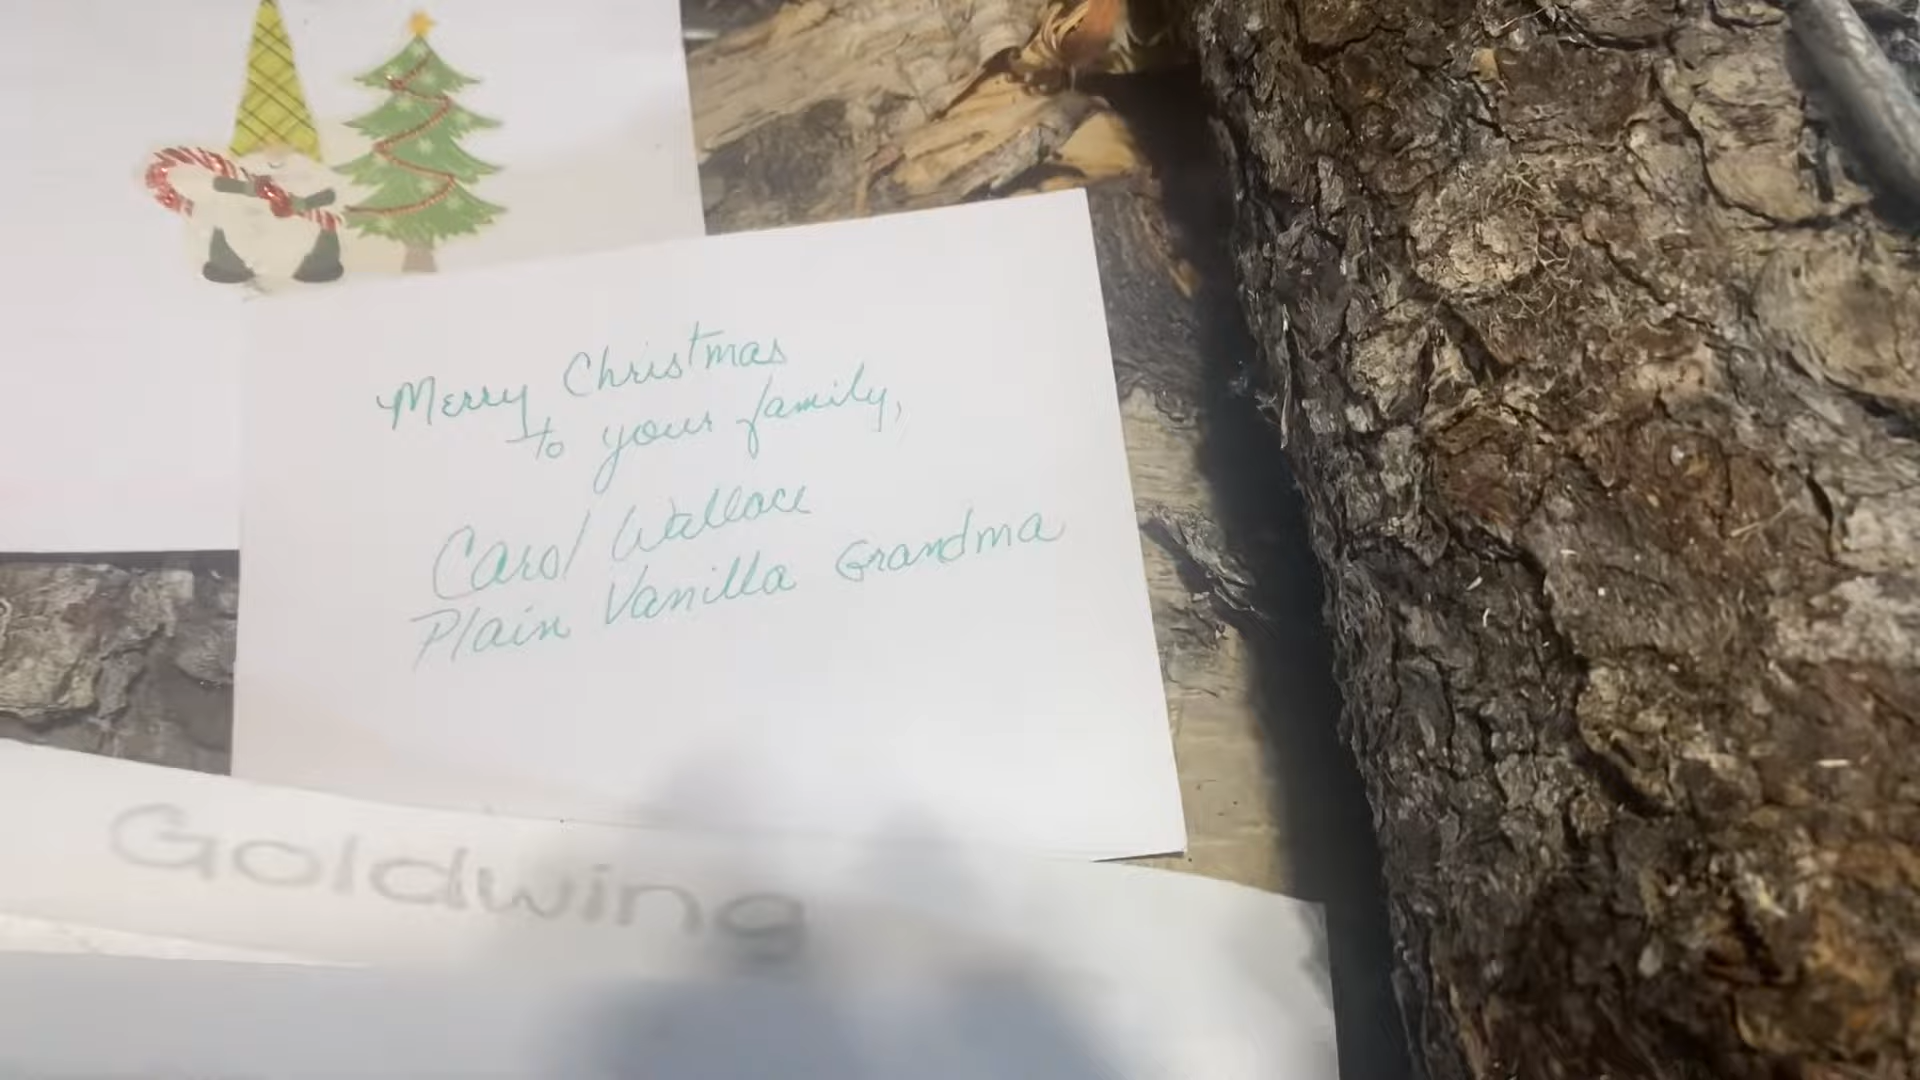 Merry Christmas
to your family,
Carol Wallace
Plain Vanilla Grandma
Goldwing